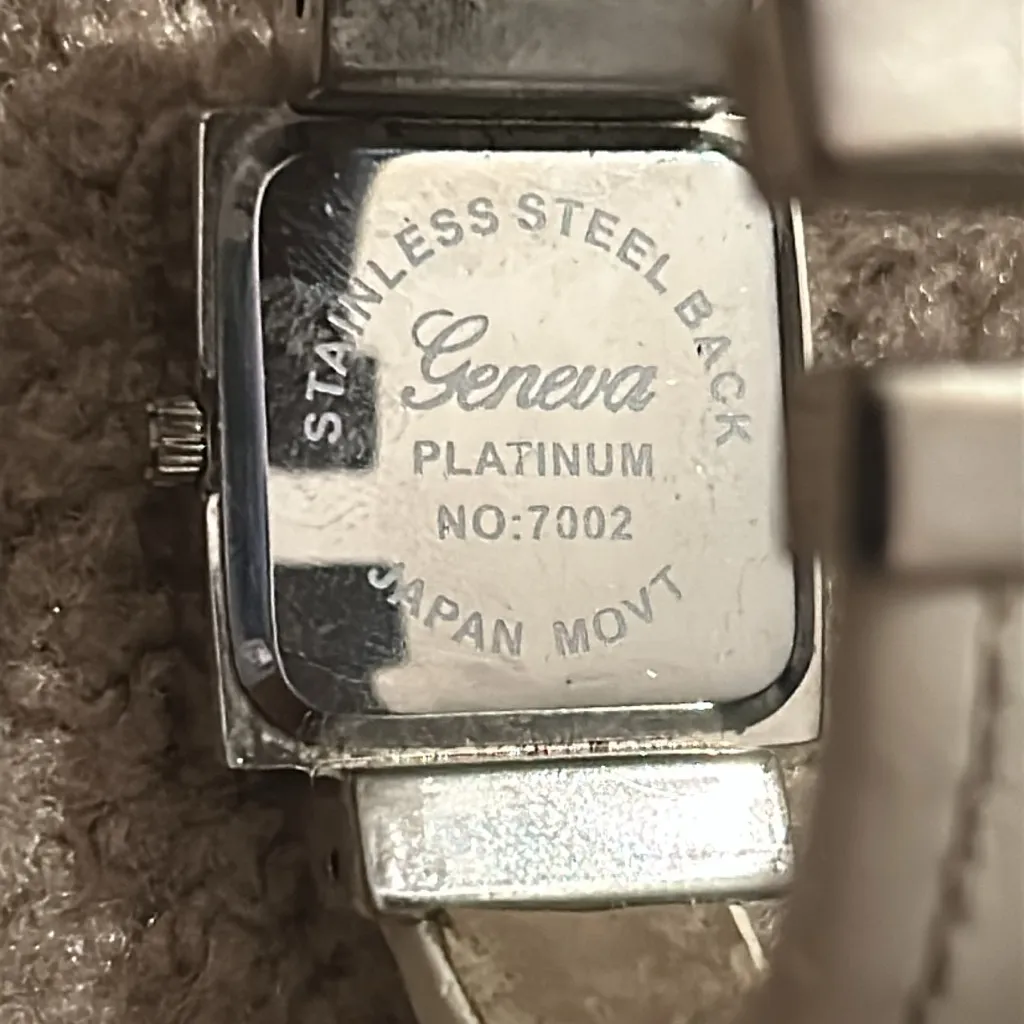 STAINLESS STEEL BACK
Geneva
PLATINUM
NO:7002
JAPAN MOVT